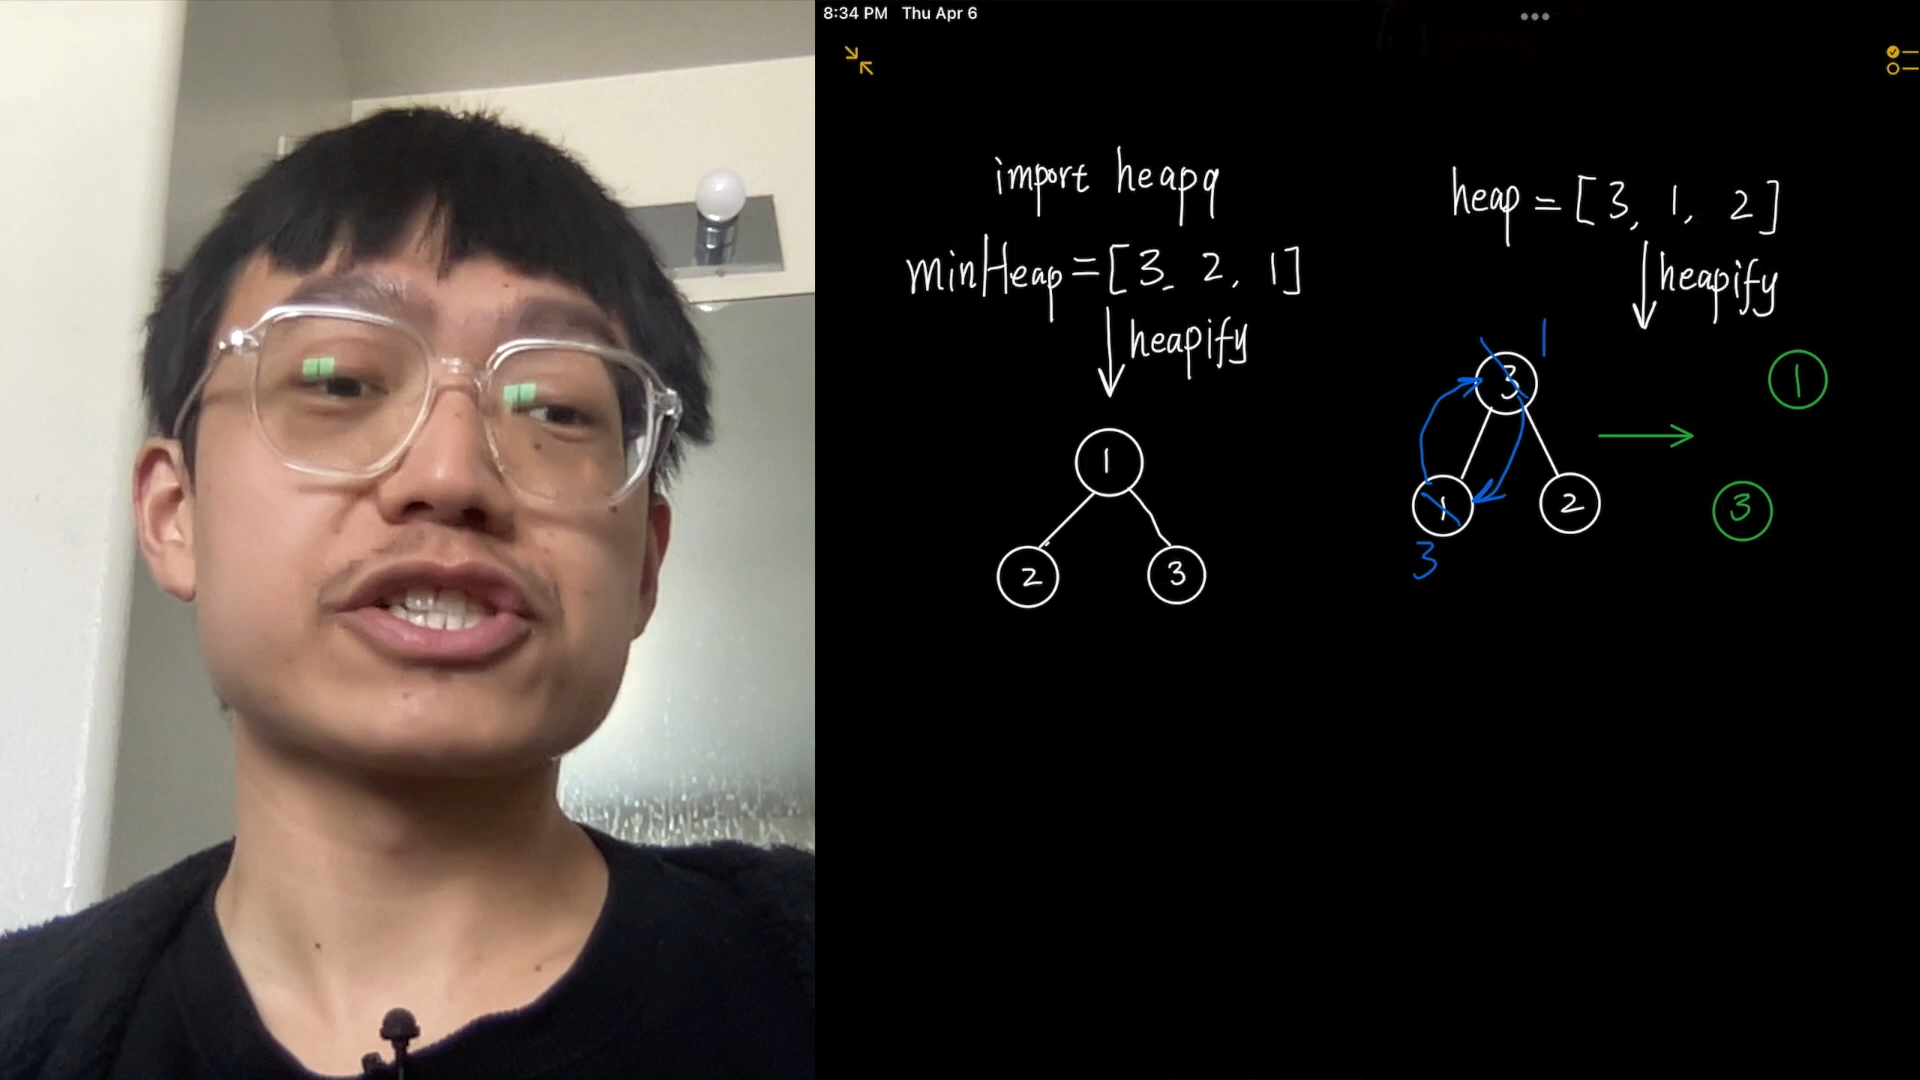 8:34 PM Thu Apr 6
import heapq
minHeap = [3, 2, 1]
heapify
1
2 3
heap = [3, 1, 2]
heapify
1
3
1 2
3
1
3